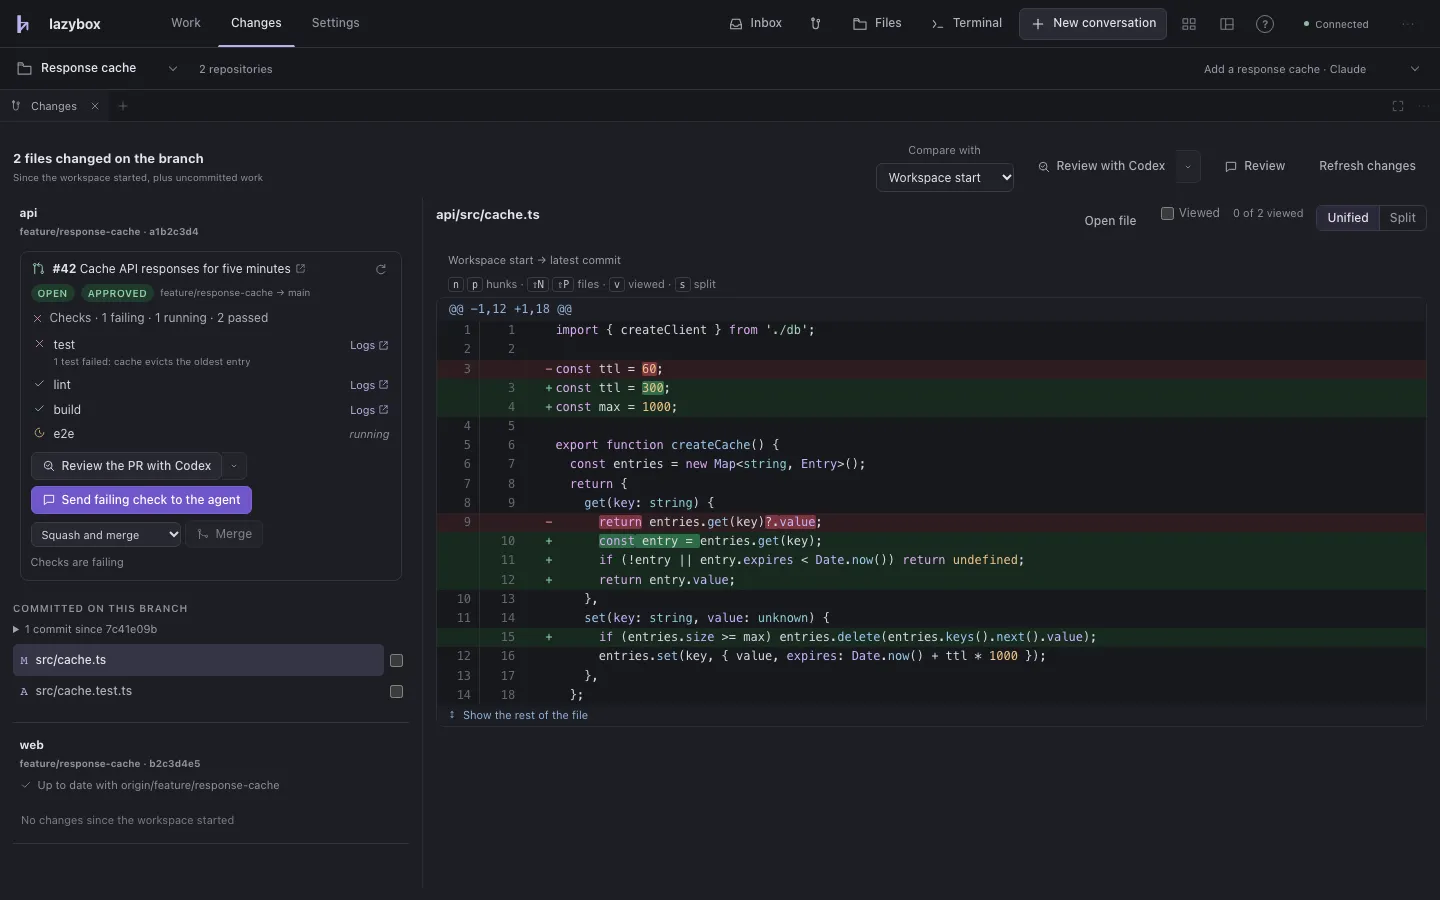 lazybox
Work
Changes
Settings
Inbox
Files
Terminal
New conversation
?
Connected
Response cache
2 repositories
Add a response cache · Claude
Changes
2 files changed on the branch
Since the workspace started, plus uncommitted work
Compare with
Workspace start
Review with Codex
Review
Refresh changes
api
feature/response-cache · a1b2c3d4
#42 Cache API responses for five minutes
OPEN
APPROVED
feature/response-cache → main
Checks · 1 failing · 1 running · 2 passed
test
Logs
1 test failed: cache evicts the oldest entry
lint
Logs
build
Logs
e2e
running
Review the PR with Codex
Send failing check to the agent
Squash and merge
Merge
Checks are failing
COMMITTED ON THIS BRANCH
1 commit since 7c41e09b
M src/cache.ts
A src/cache.test.ts
web
feature/response-cache · b2c3d4e5
Up to date with origin/feature/response-cache
No changes since the workspace started
api/src/cache.ts
Open file
Viewed
0 of 2 viewed
Unified
Split
Workspace start → latest commit
n p hunks · ⇧N ⇧P files · v viewed · s split
@@ −1,12 +1,18 @@
1 1 import { createClient } from './db';
2 2
3 −const ttl = 60;
3 +const ttl = 300;
4 +const max = 1000;
4 5
5 6 export function createCache() {
6 7 const entries = new Map<string, Entry>();
7 8 return {
8 9 get(key: string) {
9 − return entries.get(key)?.value;
10 + const entry = entries.get(key);
11 + if (!entry || entry.expires < Date.now()) return undefined;
12 + return entry.value;
10 13 },
11 14 set(key: string, value: unknown) {
15 + if (entries.size >= max) entries.delete(entries.keys().next().value);
12 16 entries.set(key, { value, expires: Date.now() + ttl * 1000 });
13 17 },
14 18 };
Show the rest of the file